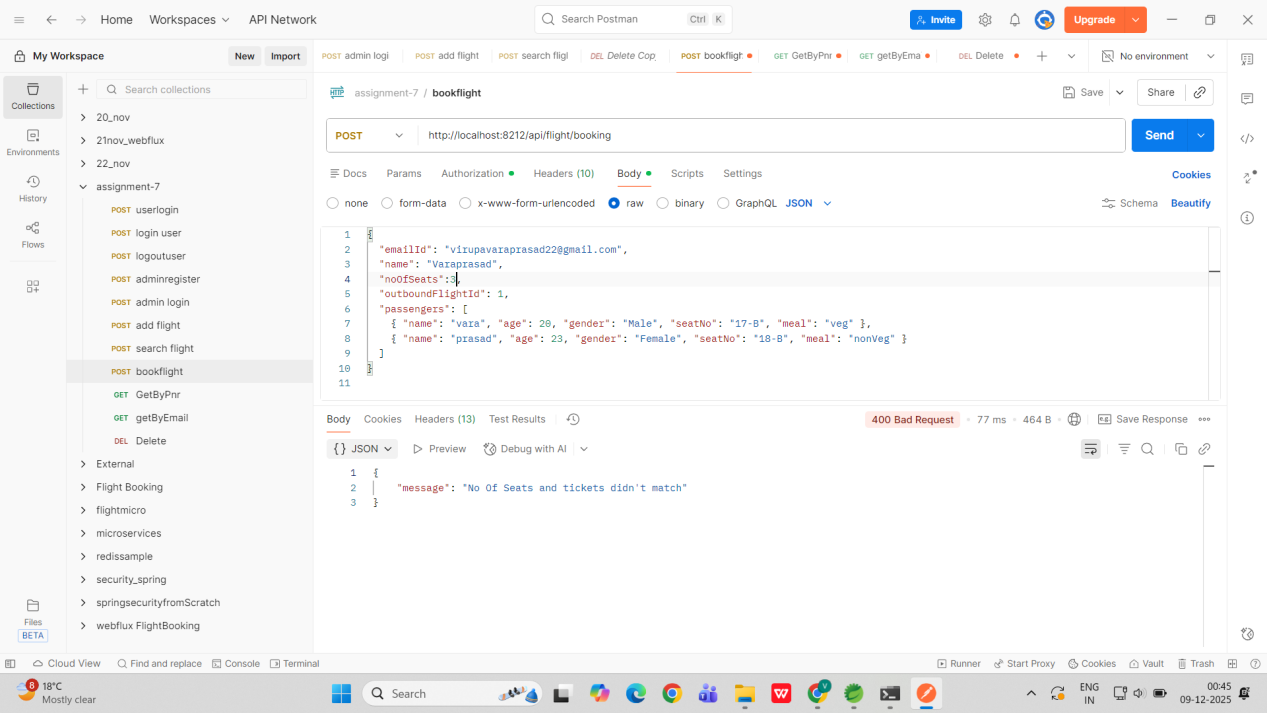 Home Workspaces API Network Search Postman Ctrl K Invite Upgrade
My Workspace New Import POST admin logi POST add flight POST search fligl DEL Delete Cop POST bookfligh GET GetByPnr GET getByEma DEL Delete No environment
Search collections
Collections
Environments
History
Flows
Files
BETA
20_nov
21nov_webflux
22_nov
assignment-7
POST userlogin
POST login user
POST logoutuser
POST adminregister
POST admin login
POST add flight
POST search flight
POST bookflight
GET GetByPnr
GET getByEmail
DEL Delete
External
Flight Booking
flightmicro
microservices
redissample
security_spring
springsecurityfromScratch
webflux FlightBooking
HTTP assignment-7 / bookflight Save Share
POST http://localhost:8212/api/flight/booking Send
Docs Params Authorization Headers (10) Body Scripts Settings Cookies
none form-data x-www-form-urlencoded raw binary GraphQL JSON Schema Beautify
1 {
2 "emailId": "virupavaraprasad22@gmail.com",
3 "name": "Varaprasad",
4 "noOfSeats":3,
5 "outboundFlightId": 1,
6 "passengers": [
7 { "name": "vara", "age": 20, "gender": "Male", "seatNo": "17-B", "meal": "veg" },
8 { "name": "prasad", "age": 23, "gender": "Female", "seatNo": "18-B", "meal": "nonVeg" }
9 ]
10 }
11
Body Cookies Headers (13) Test Results 400 Bad Request 77 ms 464 B e.g. Save Response
{} JSON Preview Debug with AI
1 {
2 "message": "No Of Seats and tickets didn't match"
3 }
Cloud View Find and replace Console Terminal Runner Start Proxy Cookies Vault Trash
8 18°C
Mostly clear
Search
V
W
ENG
IN
00:45
09-12-2025